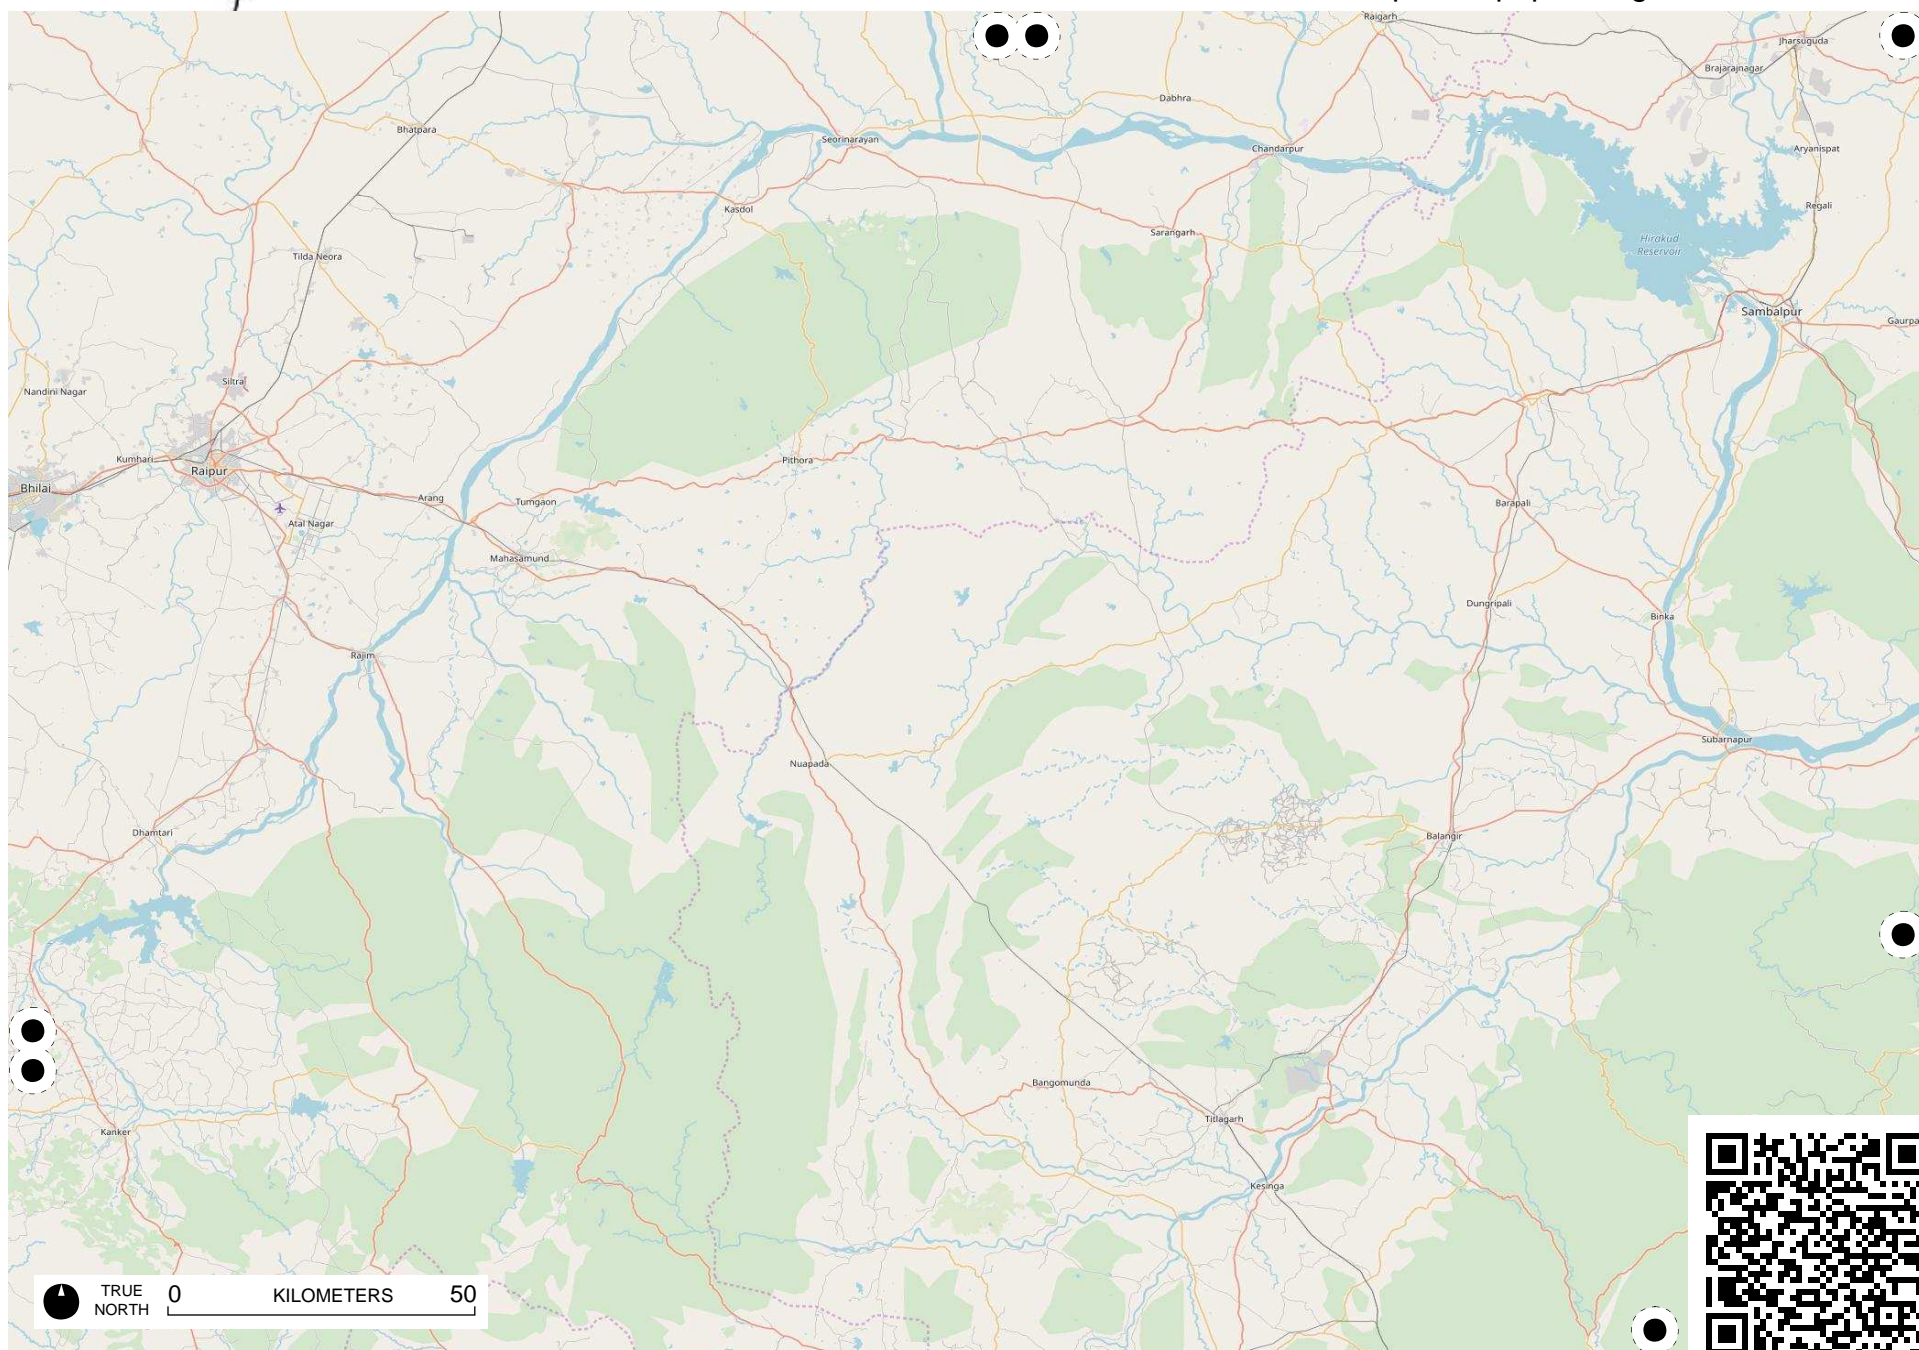 Raigarh
Jharsuguda
Brajarajnagar
Dabhra
Bhatpara
Seorinarayan
Chandarpur
Aryanispat
Kasdol
Regali
Sarangarh
Hirakud
Reservoir
Tilda Neora
Sambalpur
Gaurpa
Siltral
Nandini Nagar
Kumhari
Raipur
Pithora
Bhilai
Arang
Tumgaon
Barapali
Atal Nagar
Mahasamund
Dungripali
Binka
Rajim
Subarnapur
Nuapada
Dhamtari
Balangir
Bangomunda
Titlagarh
Kanker
Kesinga
TRUE
NORTH
0 KILOMETERS 50